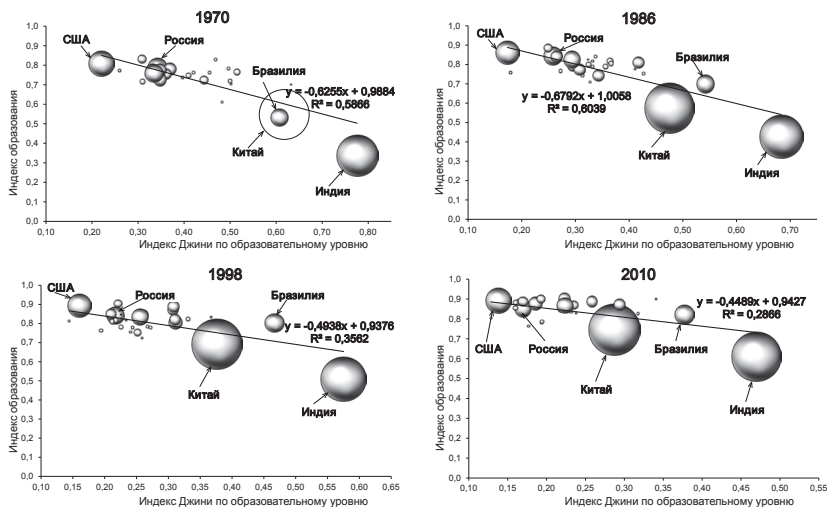 1970
1,0
0,9
0,8
0,7
0,6
0,5
0,4
0,3
0,2
0,1
0,0
Индекс образования
США
Россия
Бразилия
y = -0,6255x + 0,9884
R² = 0,5866
Китай
Индия
0,10 0,20 0,30 0,40 0,50 0,60 0,70 0,80
Индекс Джини по образовательному уровню
1986
1,0
0,9
0,8
0,7
0,6
0,5
0,4
0,3
0,2
0,1
0,0
Индекс образования
США
Россия
Бразилия
y = -0,6792x + 1,0058
R² = 0,6039
Китай
Индия
0,10 0,20 0,30 0,40 0,50 0,60 0,70
Индекс Джини по образовательному уровню
1998
1,0
0,9
0,8
0,7
0,6
0,5
0,4
0,3
0,2
0,1
0,0
Индекс образования
США
Россия
Бразилия
y = -0,4938x + 0,9376
R² = 0,3562
Китай
Индия
0,10 0,15 0,20 0,25 0,30 0,35 0,40 0,45 0,50 0,55 0,60 0,65
Индекс Джини по образовательному уровню
2010
1,0
0,9
0,8
0,7
0,6
0,5
0,4
0,3
0,2
0,1
0,0
Индекс образования
y = -0,4489x + 0,9427
R² = 0,2866
США
Россия
Бразилия
Китай
Индия
0,10 0,15 0,20 0,25 0,30 0,35 0,40 0,45 0,50 0,55
Индекс Джини по образовательному уровню